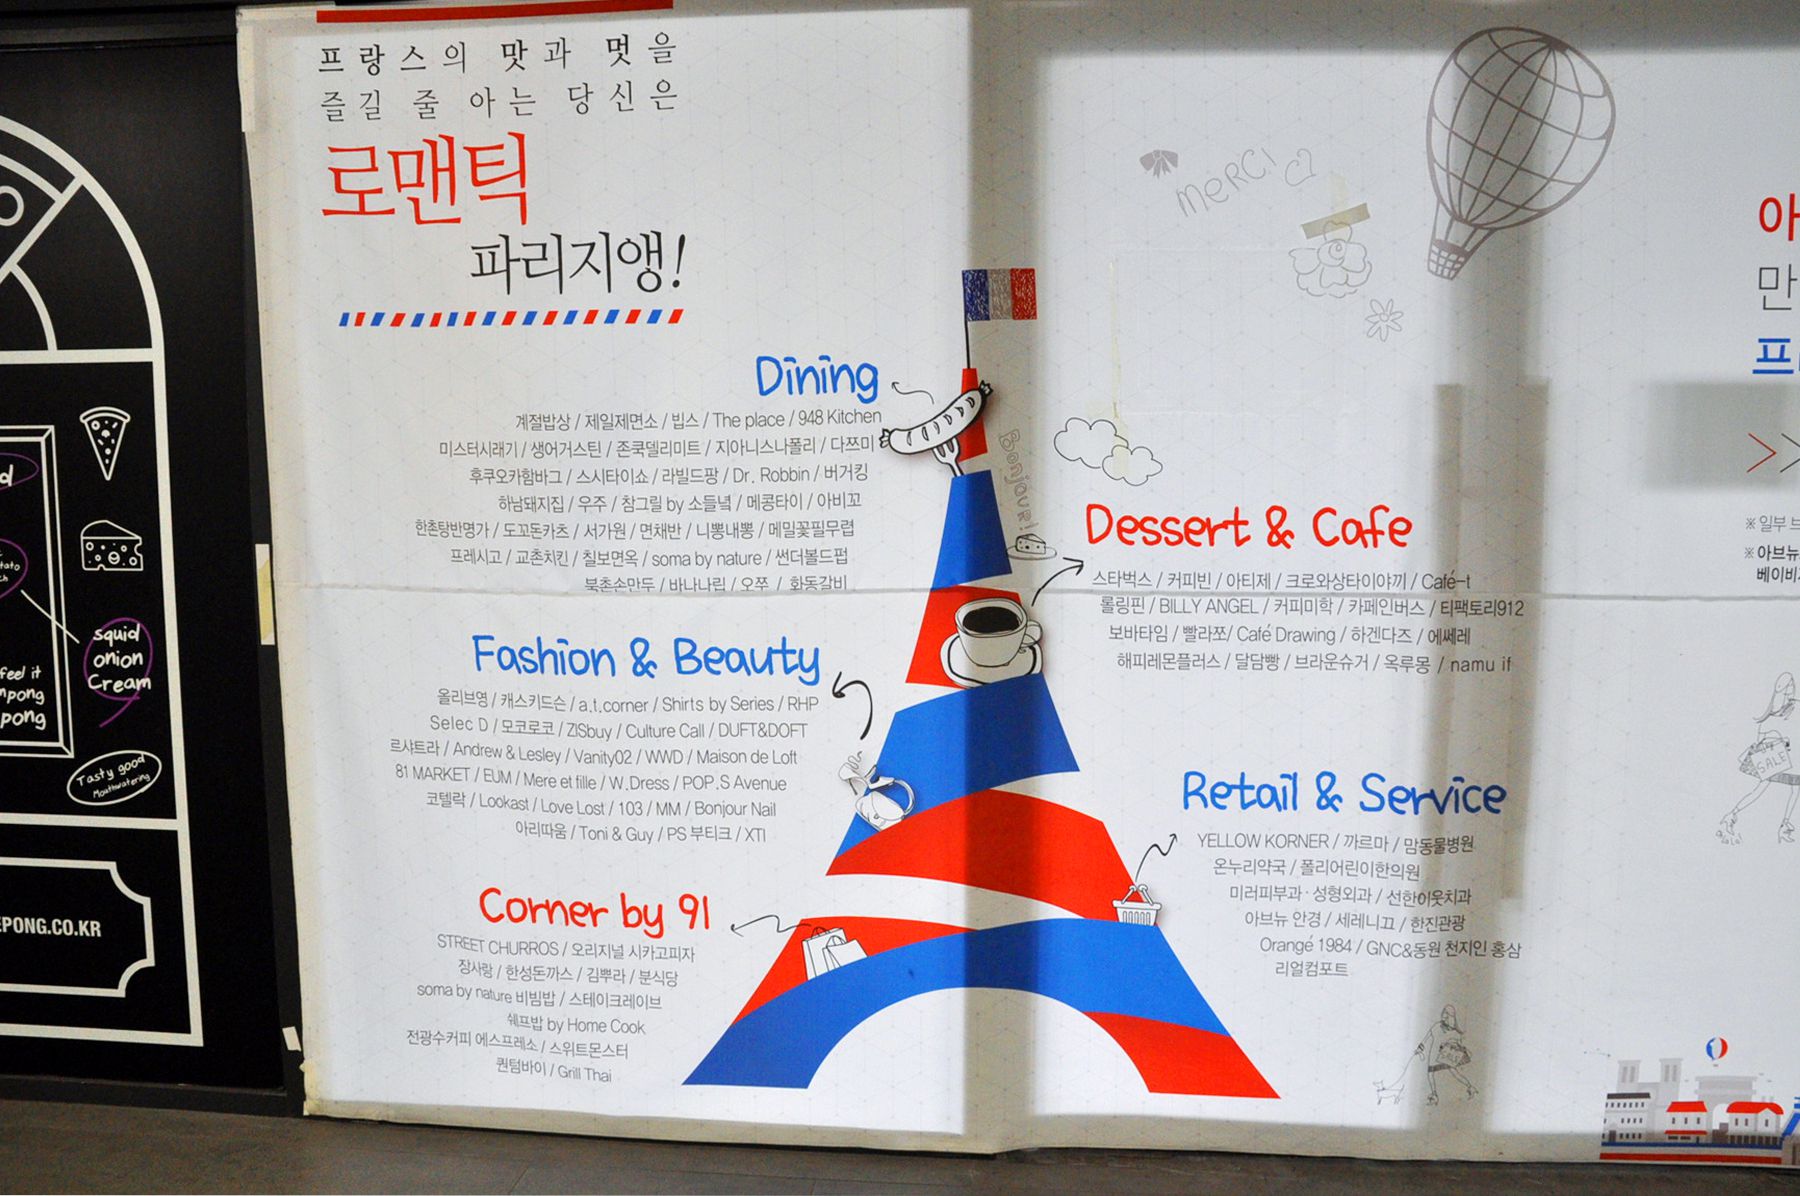 프랑스의 맛과 멋을
즐길 줄 아는 당신은
로맨틱
파리지앵!
Dining
계절밥상 / 제일제면소 / 빕스 / The place / 948 Kitchen
미스터시래기 / 생어거스틴 / 존쿡델리미트 / 지아니스나폴리 / 다쯔미
후쿠오카함바그 / 스시타이쇼 / 라빌드팡 / Dr. Robbin / 버거킹
하남돼지집 / 우주 / 참그릴 by 소들녘 / 메콩타이 / 아비꼬
한촌탕반명가 / 도꼬돈카츠 / 서가원 / 면채반 / 니뽕내뽕 / 메밀꽃필무렵
프레시고 / 교촌치킨 / 칠보면옥 / soma by nature / 썬더볼드펍
북촌손만두 / 바나나립 / 오쭈 / 화동갈비
Fashion & Beauty
올리브영 / 캐스키드슨 / a.t.corner / Shirts by Series / RHP
Selec D / 모코로코 / ZISbuy / Culture Call / DUFT&DOFT
르샤트라 / Andrew & Lesley / Vanity02 / WWD / Maison de Loft
81 MARKET / EUM / Mere et fille / W.Dress / POP.S Avenue
코텔락 / Lookast / Love Lost / 103 / MM / Bonjour Nail
아리따움 / Toni & Guy / PS 부티크 / XTI
Corner by 91
STREET CHURROS / 오리지널 시카고피자
장사랑 / 한성돈까스 / 김뿌라 / 분식당
soma by nature 비빔밥 / 스테이크레이브
쉐프밥 by Home Cook
전광수커피 에스프레소 / 스위트몬스터
퀀텀바이 / Grill Thai
Bonjour!
merci
Dessert & Cafe
스타벅스 / 커피빈 / 아티제 / 크로와상타이야끼 / Café-t
롤링핀 / BILLY ANGEL / 커피미학 / 카페인버스 / 티팩토리912
보바타임 / 빨라쪼/ Café Drawing / 하겐다즈 / 에쎄레
해피레몬플러스 / 달담빵 / 브라운슈거 / 옥루몽 / namu if
Retail & Service
YELLOW KORNER / 까르마 / 맘동물병원
온누리약국 / 폴리어린이한의원
미러피부과·성형외과 / 선한이웃치과
아브뉴 안경 / 세레니끄 / 한진관광
Orangé 1984 / GNC&동원 천지인 홍삼
리얼컴포트
아
만
프
※ 일부 브
※ 아브뉴
베이비
SALE
squid
onion
Cream
feel it
mpong
pong
Tasty good
Mouthwatering
EPONG.CO.KR